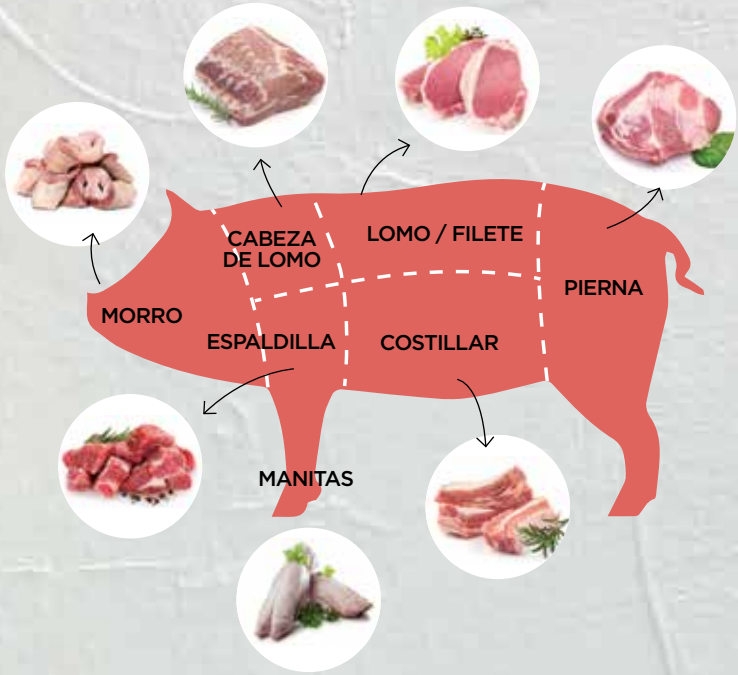 CABEZA
DE LOMO
LOMO / FILETE
PIERNA
MORRO
ESPALDILLA
COSTILLAR
MANITAS